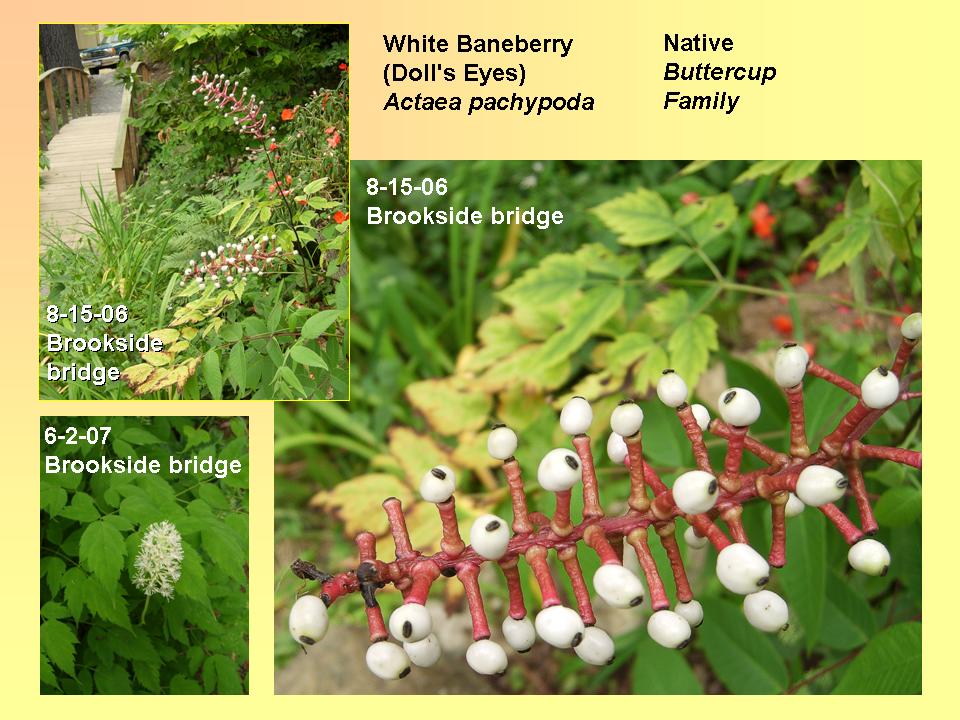 White Baneberry
(Doll's Eyes)
Actaea pachypoda
Native
Buttercup
Family
8-15-06
Brookside
bridge
8-15-06
Brookside bridge
6-2-07
Brookside bridge